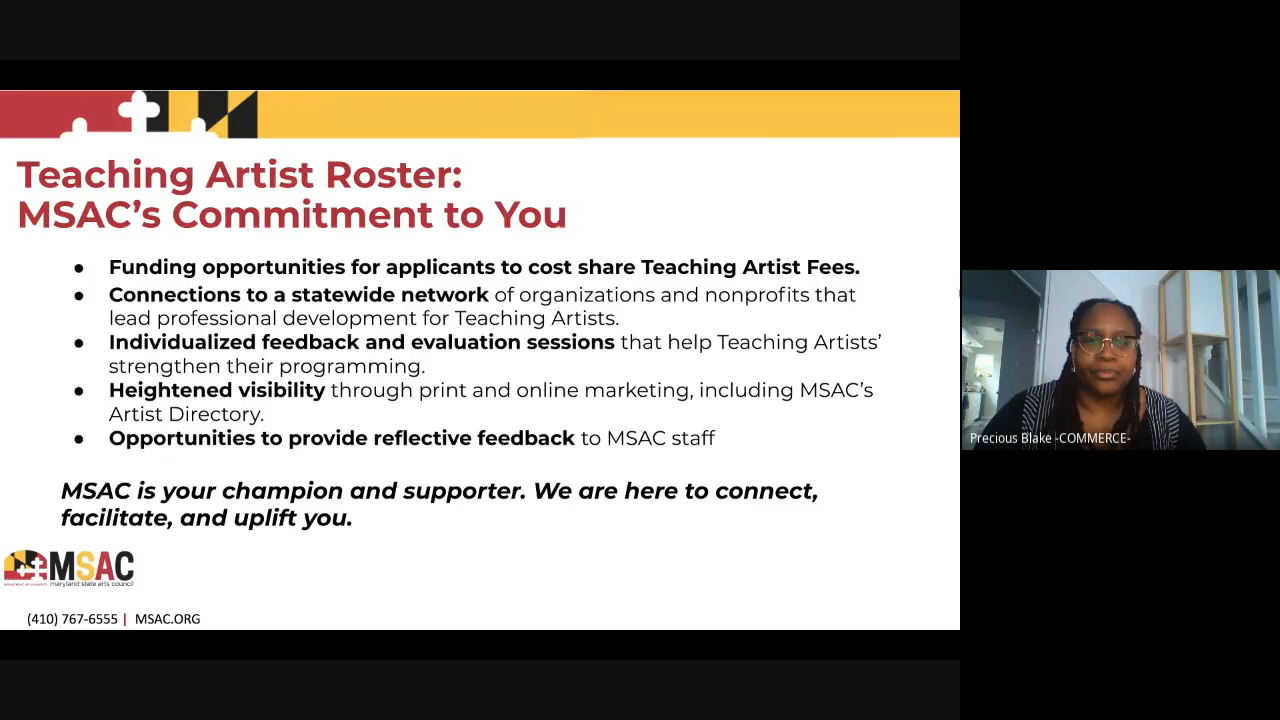 Teaching Artist Roster:
MSAC’s Commitment to You
● Funding opportunities for applicants to cost share Teaching Artist Fees.
● Connections to a statewide network of organizations and nonprofits that
lead professional development for Teaching Artists.
● Individualized feedback and evaluation sessions that help Teaching Artists’
strengthen their programming.
● Heightened visibility through print and online marketing, including MSAC’s
Artist Directory.
● Opportunities to provide reflective feedback to MSAC staff
MSAC is your champion and supporter. We are here to connect,
facilitate, and uplift you.
MSAC
DEPARTMENT OF COMMERCE maryland state arts council
(410) 767-6555 | MSAC.ORG
Precious Blake -COMMERCE-